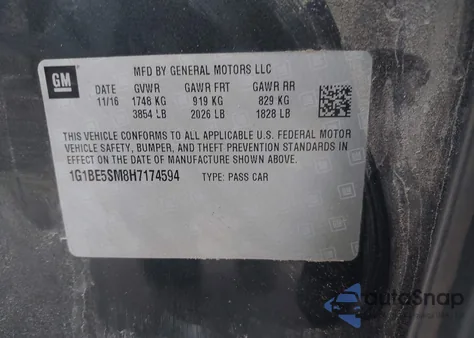 GM
MFD BY GENERAL MOTORS LLC
DATE GVWR GAWR FRT GAWR RR
11/16 1748 KG 919 KG 829 KG
3854 LB 2026 LB 1828 LB
THIS VEHICLE CONFORMS TO ALL APPLICABLE U.S. FEDERAL MOTOR
VEHICLE SAFETY, BUMPER, AND THEFT PREVENTION STANDARDS
IN EFFECT ON THE DATE OF MANUFACTURE SHOWN ABOVE.
1G1BE5SM8H7174594 TYPE: PASS CAR
autoSnap